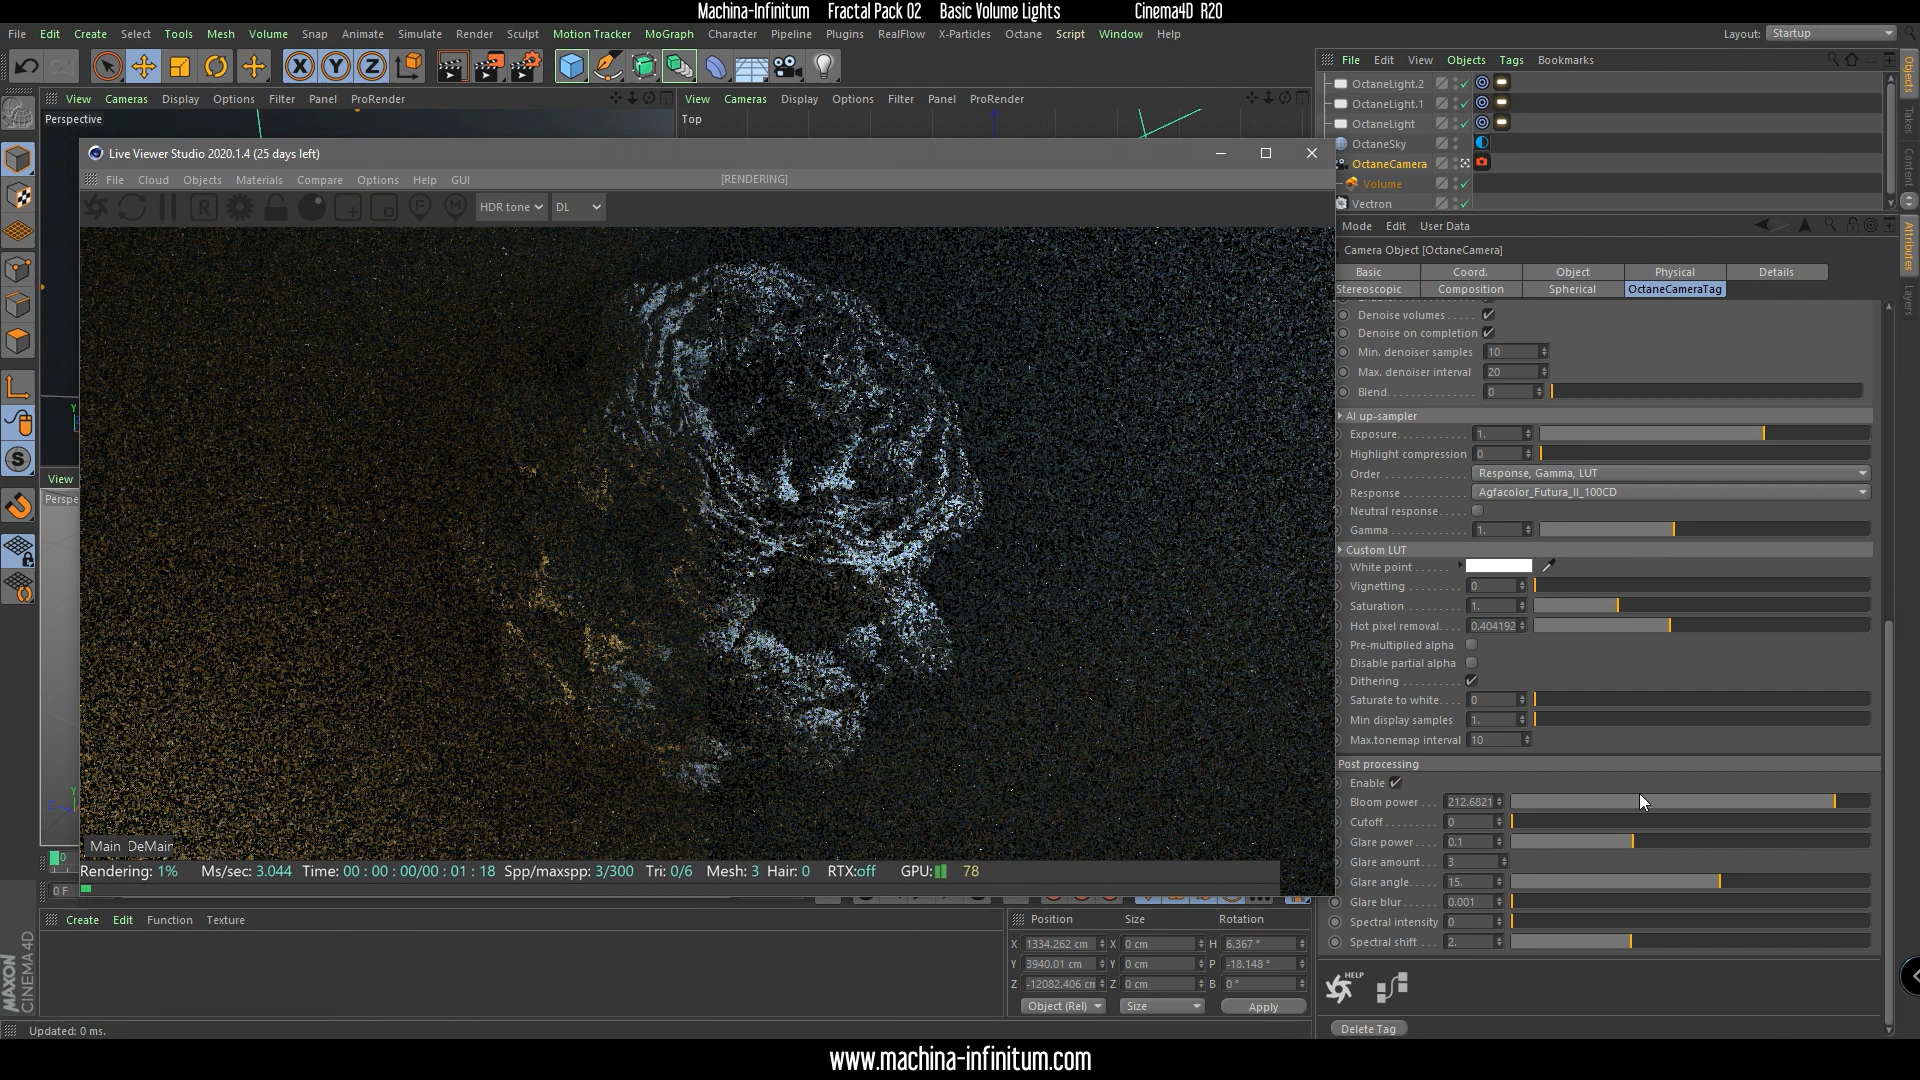 Machina-Infinitum Fractal Pack 02 Basic Volume Lights Cinema4D R20
File Edit Create Select Tools Mesh Volume Snap Animate Simulate Render Sculpt Motion Tracker MoGraph Character Pipeline Plugins RealFlow X-Particles Octane Script Window Help Layout: Startup
File Edit View Objects Tags Bookmarks
View Cameras Display Options Filter Panel ProRender
View Cameras Display Options Filter Panel ProRender
Perspective
Top
OctaneLight.2
OctaneLight.1
OctaneLight
OctaneSky
OctaneCamera
Volume
Vectron
Objects
Takes
Content
Attributes
Layers
Live Viewer Studio 2020.1.4 (25 days left)
File Cloud Objects Materials Compare Options Help GUI [RENDERING]
HDR tone DL
Mode Edit User Data
Camera Object [OctaneCamera]
Basic Coord. Object Physical Details
Stereoscopic Composition Spherical OctaneCameraTag
Denoise volumes.....
Denoise on completion
Min. denoiser samples 10
Max. denoiser interval 20
Blend............. 0
AI up-sampler
Exposure........... 1.
Highlight compression 0
Order ............. Response, Gamma, LUT
Response .......... Agfacolor_Futura_II_100CD
Neutral response.....
Gamma ............. 1.
Custom LUT
White point ......
Vignetting ........ 0
Saturation ........ 1.
Hot pixel removal.... 0.404192
Pre-multiplied alpha
Disable partial alpha
Dithering ..........
Saturate to white.... 0
Min display samples 1.
Max.tonemap interval 10
Post processing
Enable
Bloom power ... 212.6821
Cutoff......... 0
Glare power.... 0.1
Glare amount... 3
Glare angle..... 15.
Glare blur...... 0.001
Spectral intensity 0
Spectral shift ... 2.
HELP
Delete Tag
View
Perspe
Main DeMain
Rendering: 1% Ms/sec: 3.044 Time: 00 : 00 : 00/00 : 01 : 18 Spp/maxspp: 3/300 Tri: 0/6 Mesh: 3 Hair: 0 RTX:off GPU: 78
0
0 F
Create Edit Function Texture
Position Size Rotation
X 1334.262 cm X 0 cm H 6.367 °
Y 3940.01 cm Y 0 cm P -18.148 °
Z -12082.406 cm Z 0 cm B 0 °
Object (Rel) Size Apply
MAXON CINEMA 4D
Updated: 0 ms.
www.machina-infinitum.com